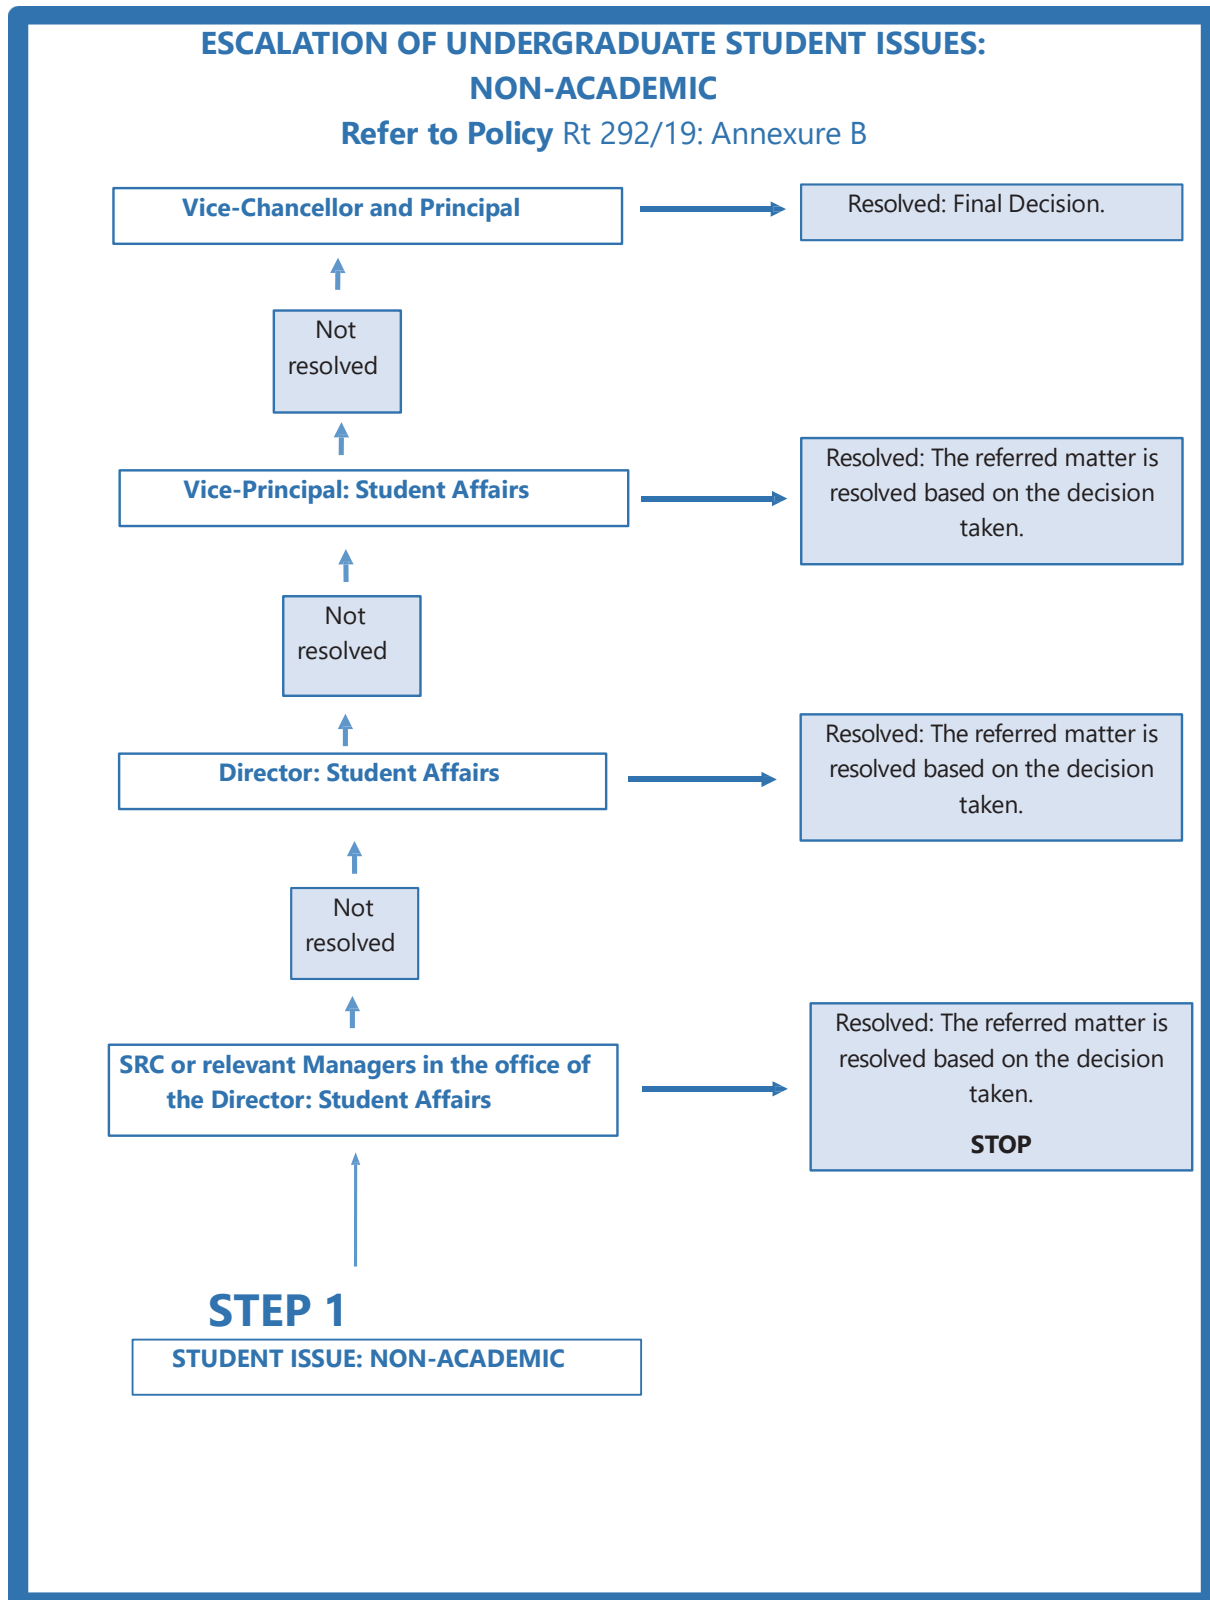 ESCALATION OF UNDERGRADUATE STUDENT ISSUES:
NON-ACADEMIC
Refer to Policy Rt 292/19: Annexure B
Vice-Chancellor and Principal
Resolved: Final Decision.
Not
resolved
Vice-Principal: Student Affairs
Resolved: The referred matter is
resolved based on the decision
taken.
Not
resolved
Director: Student Affairs
Resolved: The referred matter is
resolved based on the decision
taken.
Not
resolved
SRC or relevant Managers in the office of
the Director: Student Affairs
Resolved: The referred matter is
resolved based on the decision
taken.
STOP
STEP 1
STUDENT ISSUE: NON-ACADEMIC